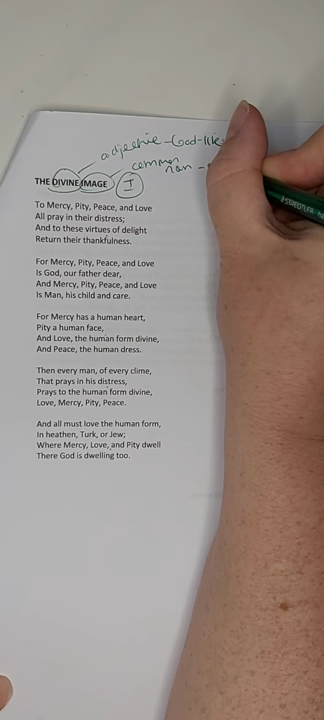 adjective - God-like
common
noun -
THE DIVINE IMAGE I
To Mercy, Pity, Peace, and Love
All pray in their distress;
And to these virtues of delight
Return their thankfulness.
For Mercy, Pity, Peace, and Love
Is God, our father dear,
And Mercy, Pity, Peace, and Love
Is Man, his child and care.
For Mercy has a human heart,
Pity a human face,
And Love, the human form divine,
And Peace, the human dress.
Then every man, of every clime,
That prays in his distress,
Prays to the human form divine,
Love, Mercy, Pity, Peace.
And all must love the human form,
In heathen, Turk, or Jew;
Where Mercy, Love, and Pity dwell
There God is dwelling too.
STAEDTLER